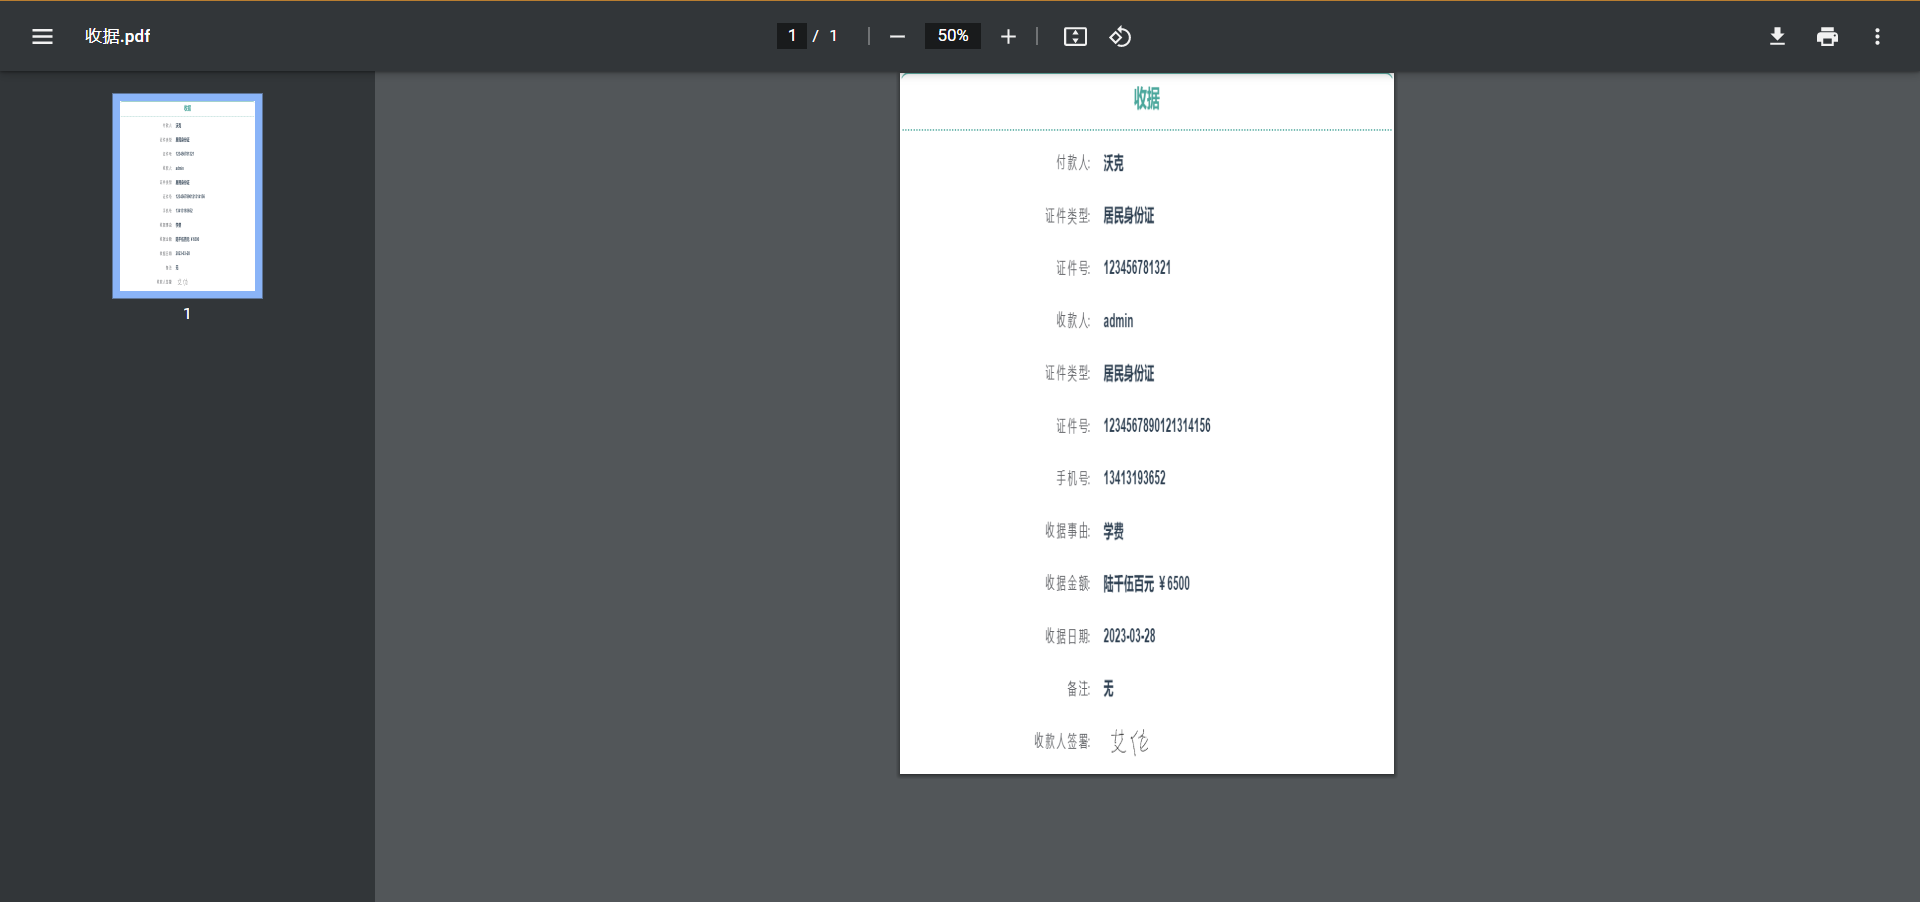 收据.pdf
1 / 1
50%
收据
付款人: 沃克
证件类型: 居民身份证
证件号: 123456781321
收款人: admin
证件类型: 居民身份证
证件号: 1234567890121314156
手机号: 13413193652
收据事由: 学费
收据金额: 陆千伍百元 ¥6500
收据日期: 2023-03-28
备注: 无
收款人签署: 艾佬
1